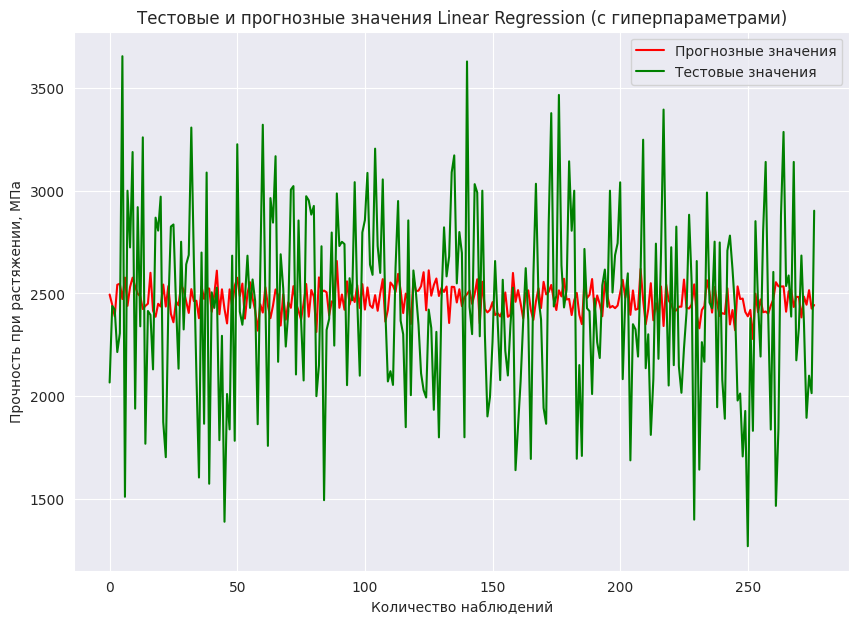 Тестовые и прогнозные значения Linear Regression (с гиперпараметрами)
Прогнозные значения
Тестовые значения
Прочность при растяжении, МПа
3500
3000
2500
2000
1500
0
50
100
150
200
250
Количество наблюдений